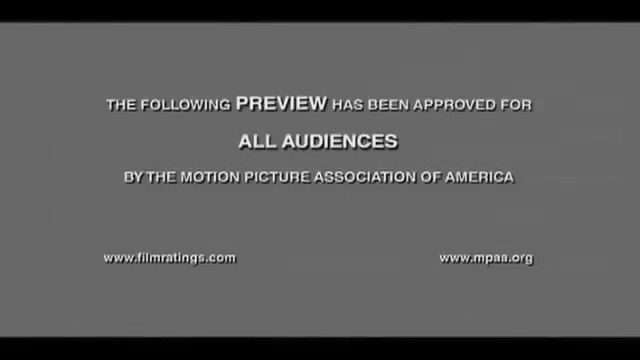 THE FOLLOWING PREVIEW HAS BEEN APPROVED FOR
ALL AUDIENCES
BY THE MOTION PICTURE ASSOCIATION OF AMERICA
www.filmratings.com www.mpaa.org